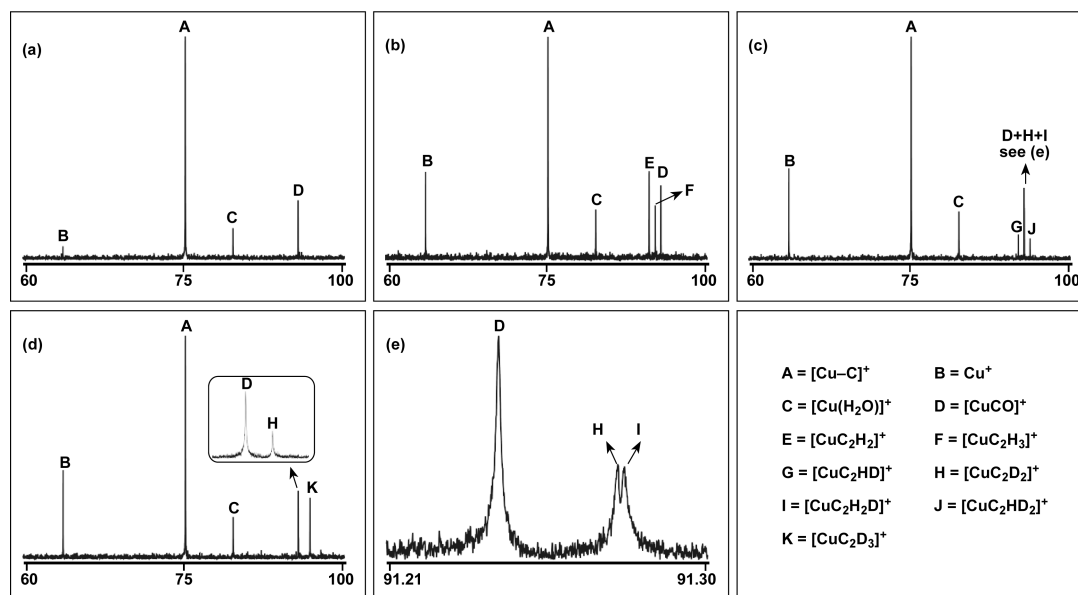 (a)
A
B
C
D
60
75
100
(b)
A
B
C
E
D
F
60
75
100
(c)
A
B
C
D+H+I
see (e)
G
J
60
75
100
(d)
A
B
C
D
H
K
60
75
100
(e)
D
H
I
91.21
91.30
A = [Cu–C]⁺ B = Cu⁺
C = [Cu(H₂O)]⁺ D = [CuCO]⁺
E = [CuC₂H₂]⁺ F = [CuC₂H₃]⁺
G = [CuC₂HD]⁺ H = [CuC₂D₂]⁺
I = [CuC₂H₂D]⁺ J = [CuC₂HD₂]⁺
K = [CuC₂D₃]⁺